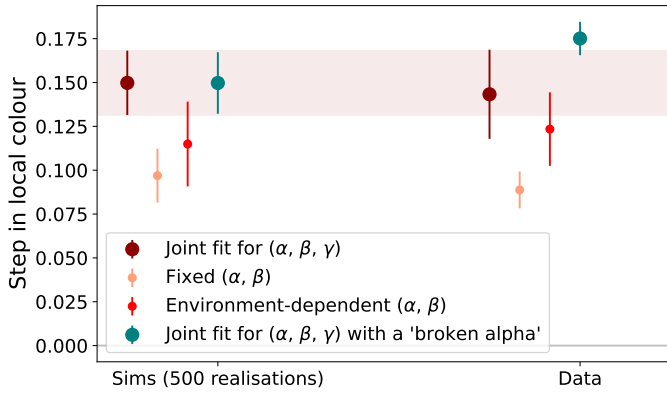 Step in local colour
0.175
0.150
0.125
0.100
0.075
0.050
0.025
0.000
Joint fit for (α, β, γ)
Fixed (α, β)
Environment-dependent (α, β)
Joint fit for (α, β, γ) with a 'broken alpha'
Sims (500 realisations)
Data